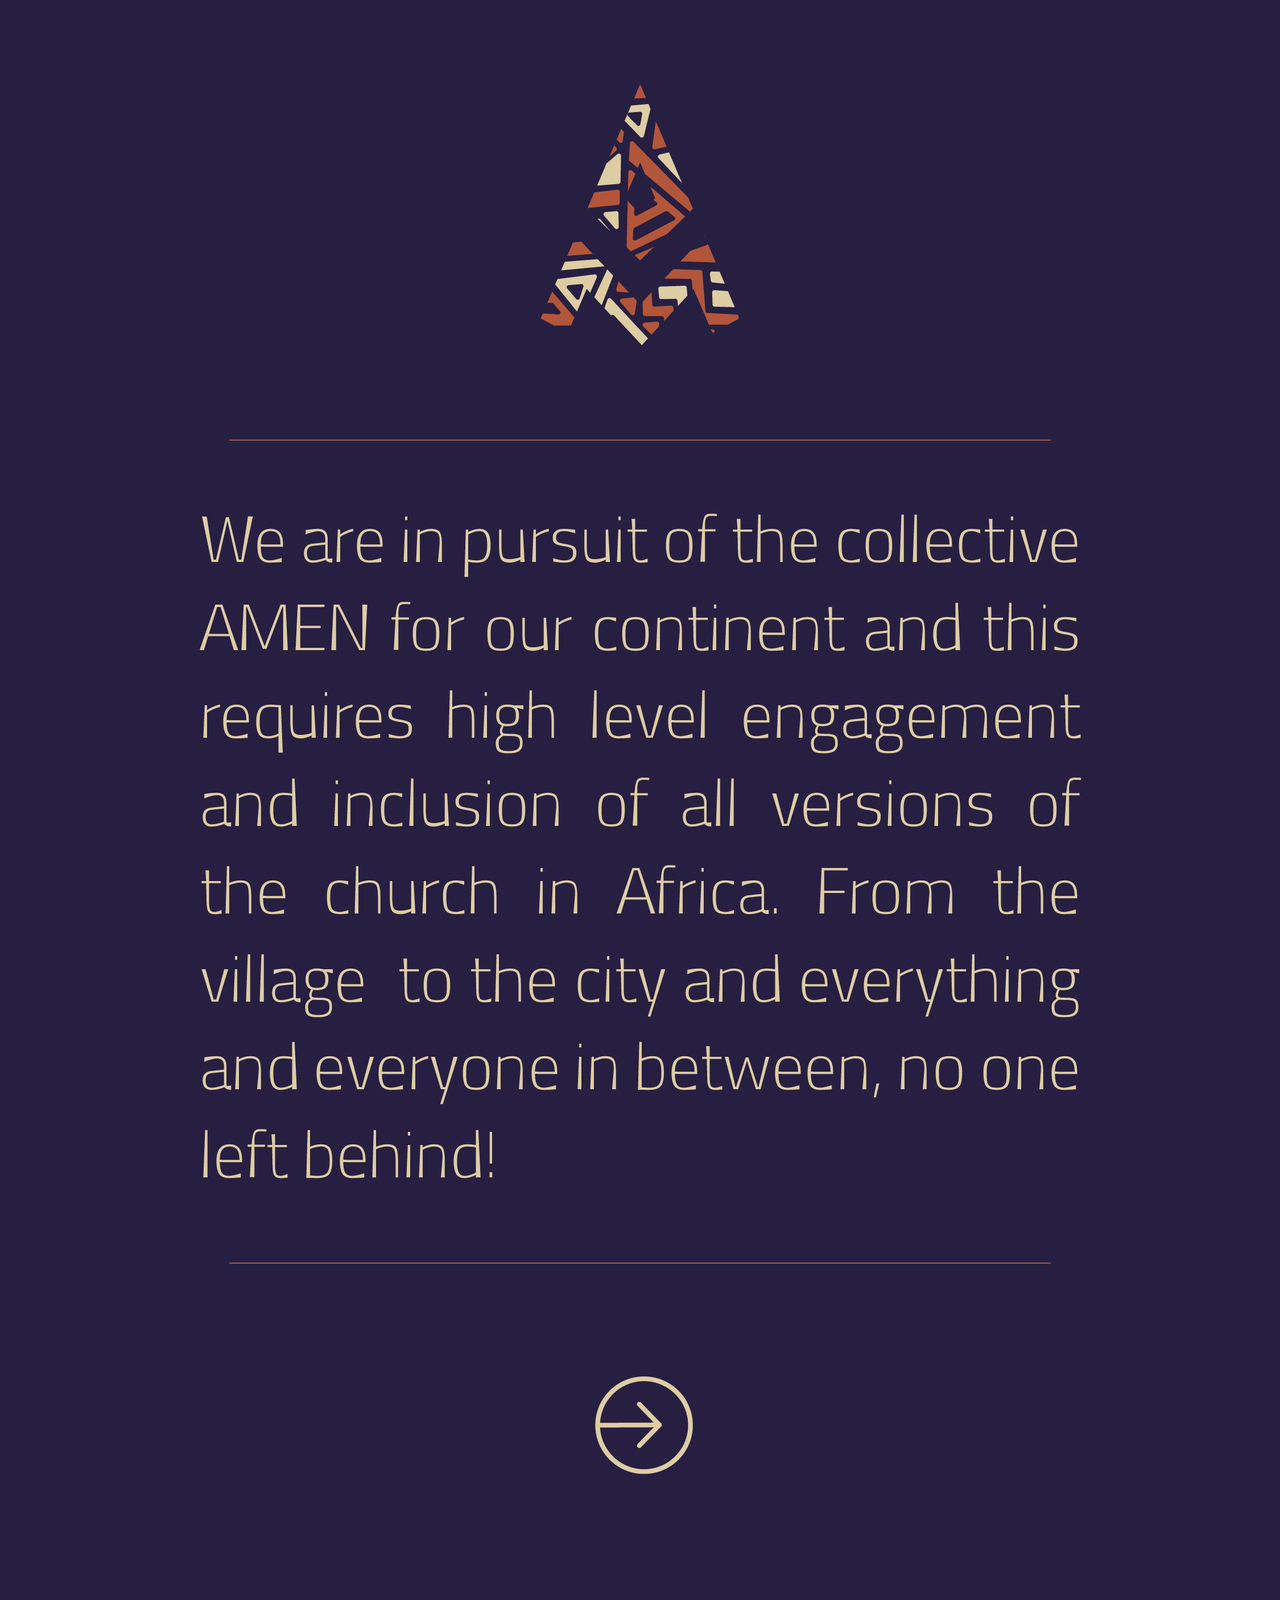 We are in pursuit of the collective
AMEN for our continent and this
requires high level engagement
and inclusion of all versions of
the church in Africa. From the
village to the city and everything
and everyone in between, no one
left behind!